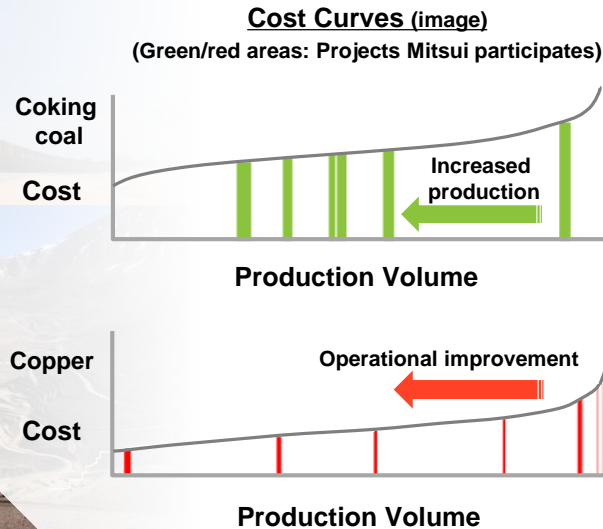 Cost Curves (image)
(Green/red areas: Projects Mitsui participates)
Coking
coal
Cost
Increased
production
Production Volume
Copper
Operational improvement
Cost
Production Volume